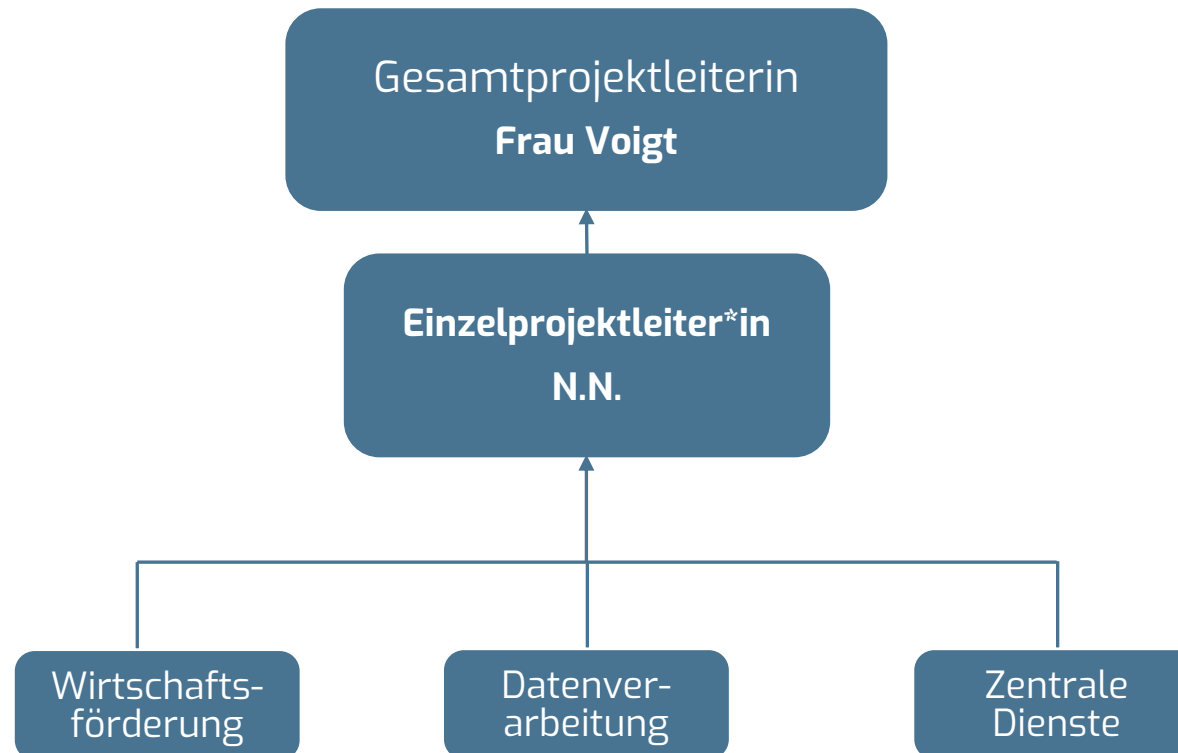 Gesamtprojektleiterin
Frau Voigt
Einzelprojektleiter*in
N.N.
Wirtschafts-
förderung
Datenver-
arbeitung
Zentrale
Dienste